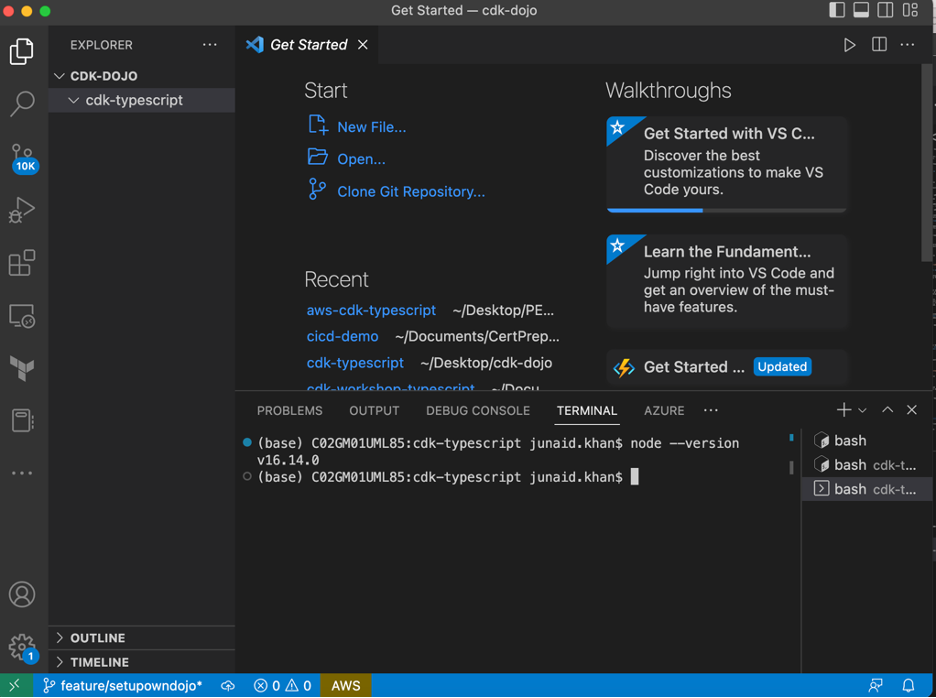 Get Started — cdk-dojo
EXPLORER
Get Started
CDK-DOJO
cdk-typescript
10K
1
OUTLINE
TIMELINE
Start
New File...
Open...
Clone Git Repository...
Recent
aws-cdk-typescript ~/Desktop/PE...
cicd-demo ~/Documents/CertPrep...
cdk-typescript ~/Desktop/cdk-dojo
cdk-workshop-typescript ~/Docu...
Walkthroughs
Get Started with VS C...
Discover the best
customizations to make VS
Code yours.
Learn the Fundament...
Jump right into VS Code and
get an overview of the must-
have features.
Get Started ... Updated
PROBLEMS OUTPUT DEBUG CONSOLE TERMINAL AZURE
(base) C02GM01UML85:cdk-typescript junaid.khan$ node --version
v16.14.0
(base) C02GM01UML85:cdk-typescript junaid.khan$
bash
bash cdk-t...
bash cdk-t...
feature/setupowndojo* 0 0 AWS